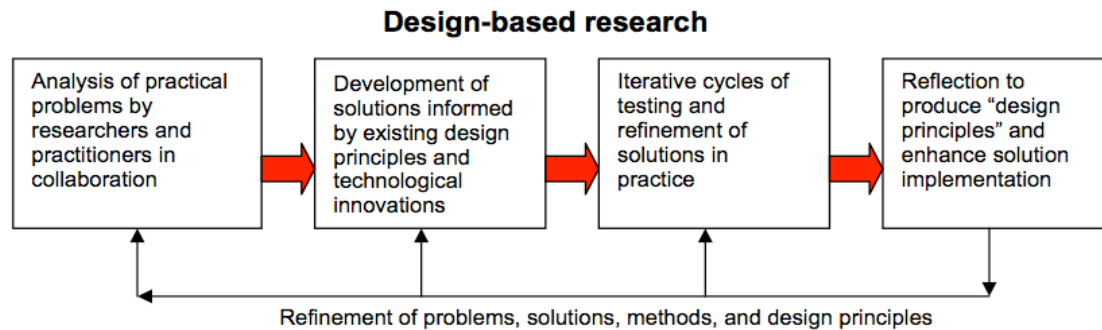 Design-based research
Analysis of practical
problems by
researchers and
practitioners in
collaboration
Development of
solutions informed
by existing design
principles and
technological
innovations
Iterative cycles of
testing and
refinement of
solutions in
practice
Reflection to
produce “design
principles” and
enhance solution
implementation
Refinement of problems, solutions, methods, and design principles